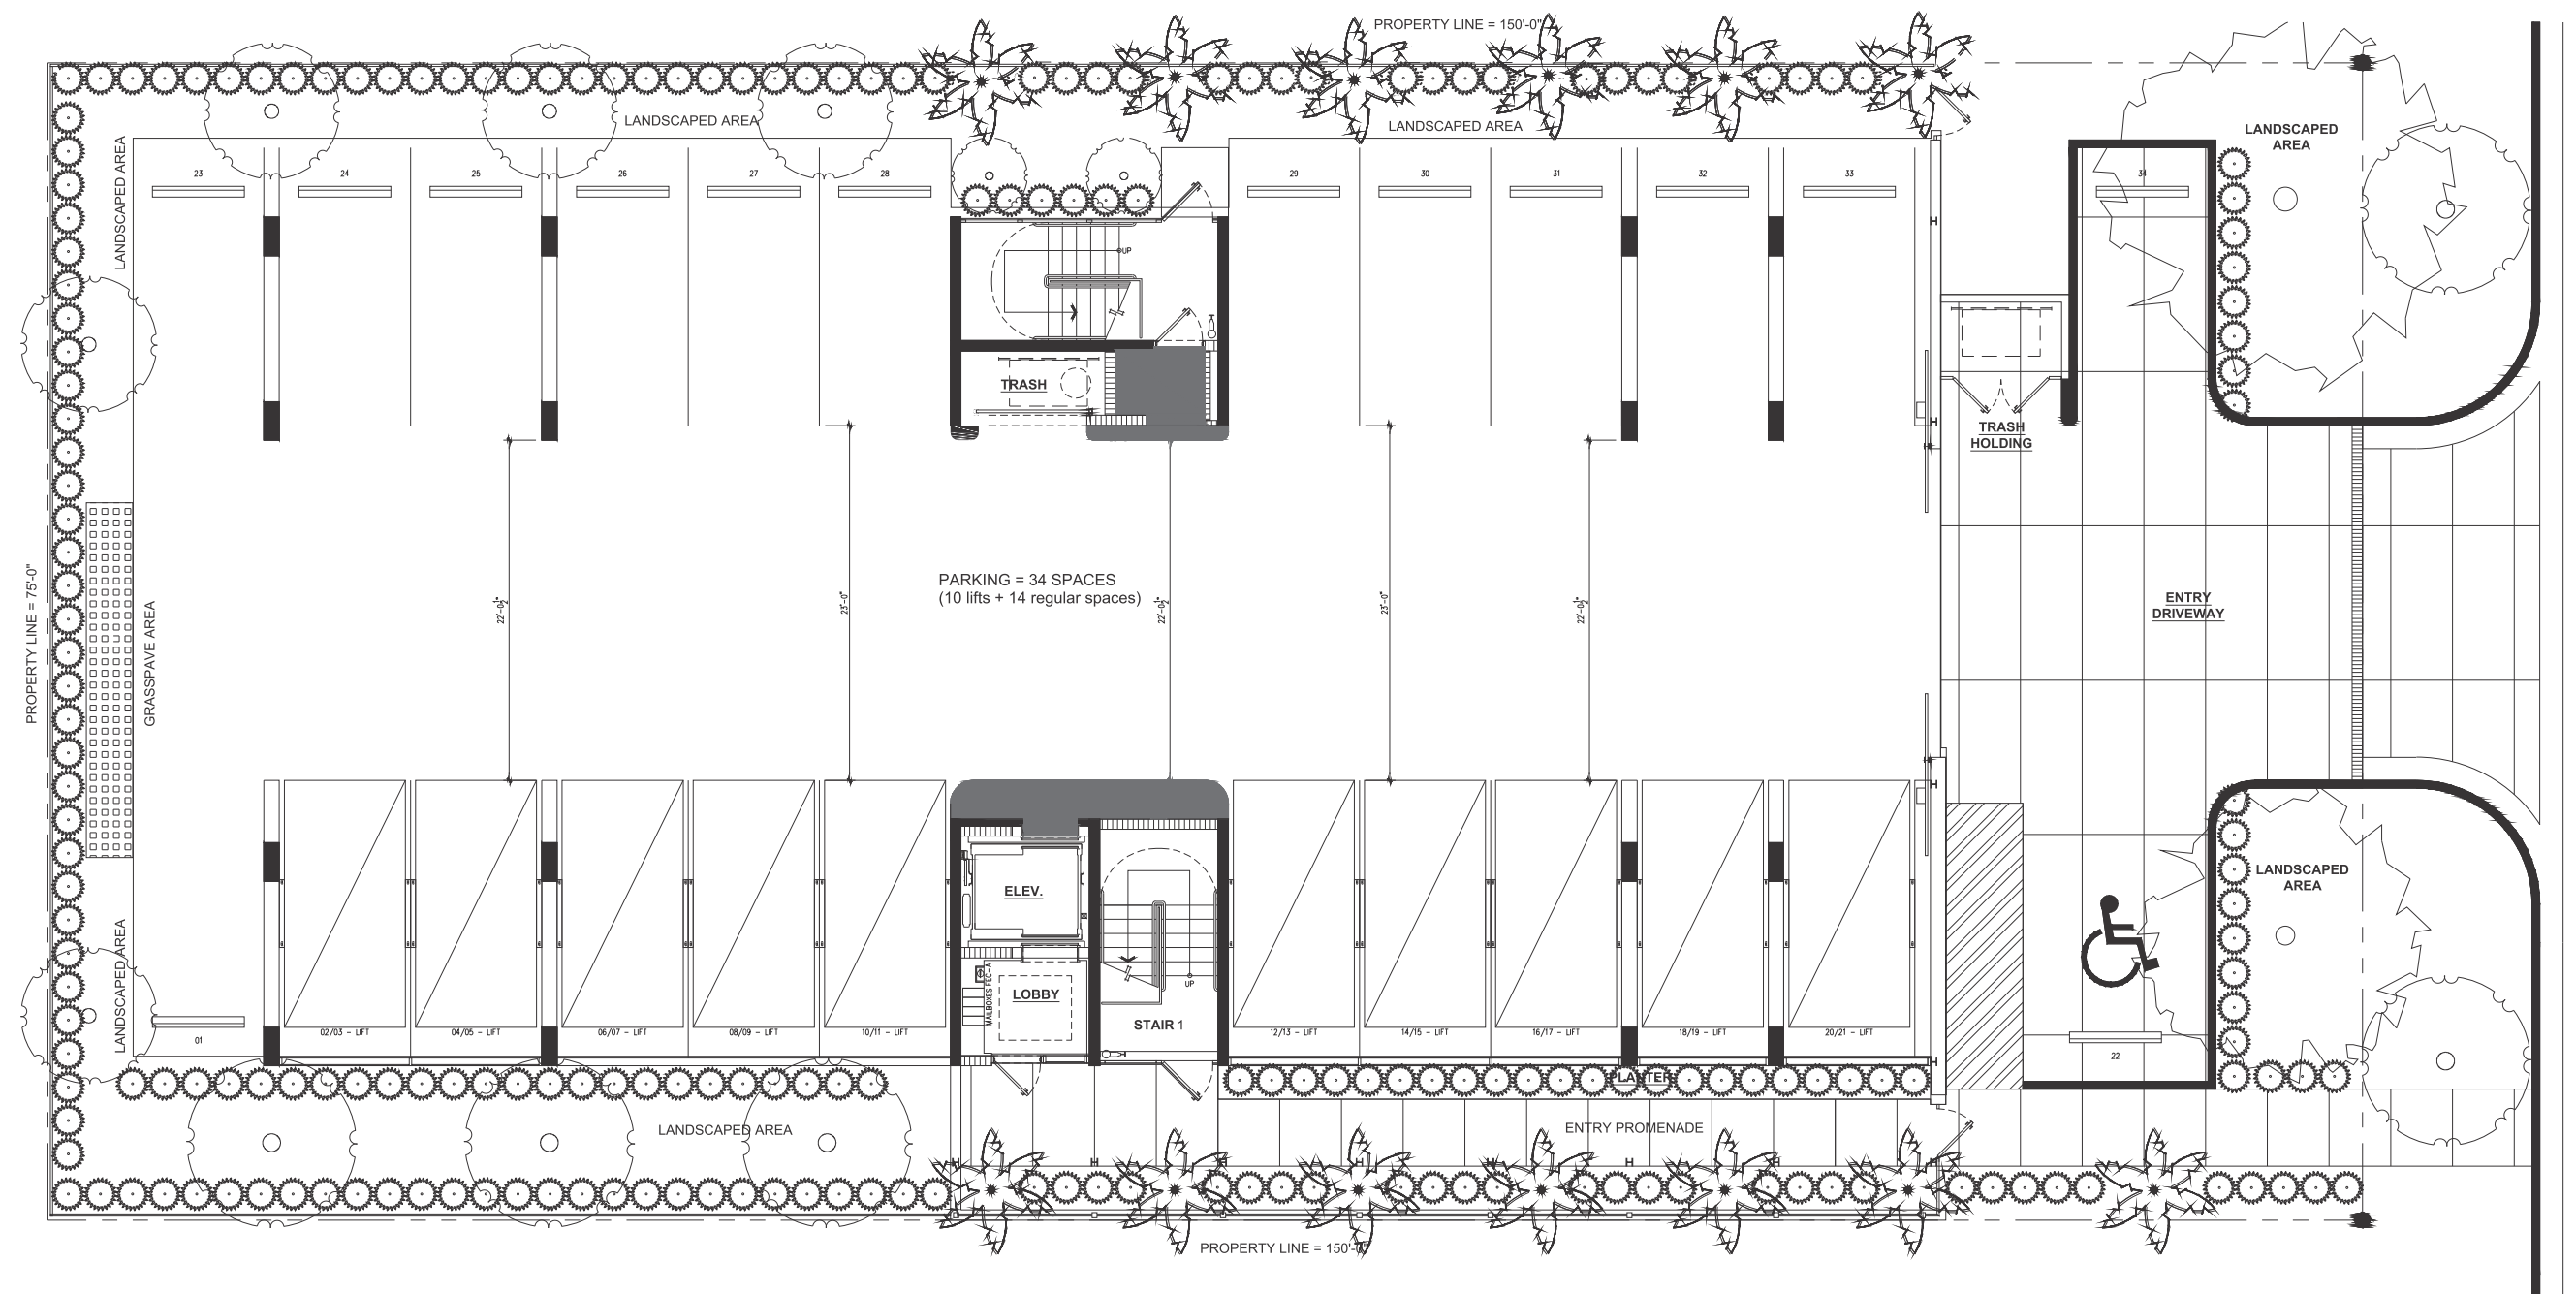 PROPERTY LINE = 150'-0"
LANDSCAPED AREA
LANDSCAPED AREA
LANDSCAPED
AREA
LANDSCAPED AREA
23
24
25
26
27
28
29
30
31
32
33
34
UP
TRASH
TRASH
HOLDING
PROPERTY LINE = 75'-0"
GRASSPAVE AREA
22'-0½"
23'-0"
PARKING = 34 SPACES
(10 lifts + 14 regular spaces)
22'-0½"
23'-0"
22'-0½"
ENTRY
DRIVEWAY
LANDSCAPED AREA
ELEV.
LANDSCAPED
AREA
MAILBOXES FEC-A
LOBBY
UP
STAIR 1
01
02/03 - LIFT
04/05 - LIFT
06/07 - LIFT
08/09 - LIFT
10/11 - LIFT
12/13 - LIFT
14/15 - LIFT
16/17 - LIFT
18/19 - LIFT
20/21 - LIFT
22
PLANTER
LANDSCAPED AREA
ENTRY PROMENADE
PROPERTY LINE = 150'-0"